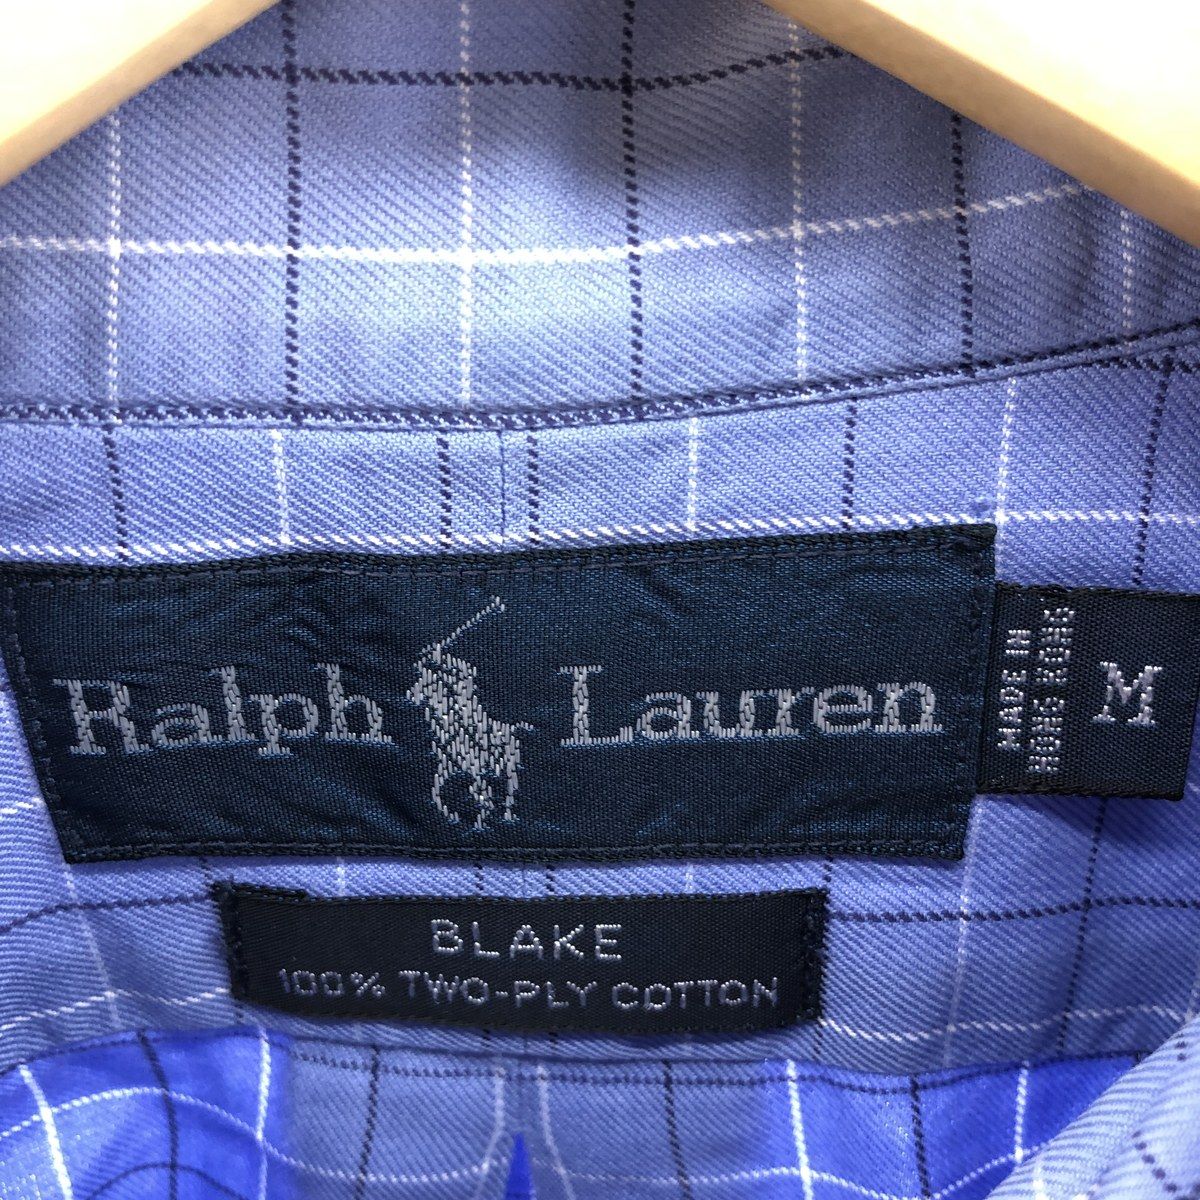 Ralph Lauren
MADE IN
HONG KONG
M
BLAKE
100% TWO-PLY COTTON